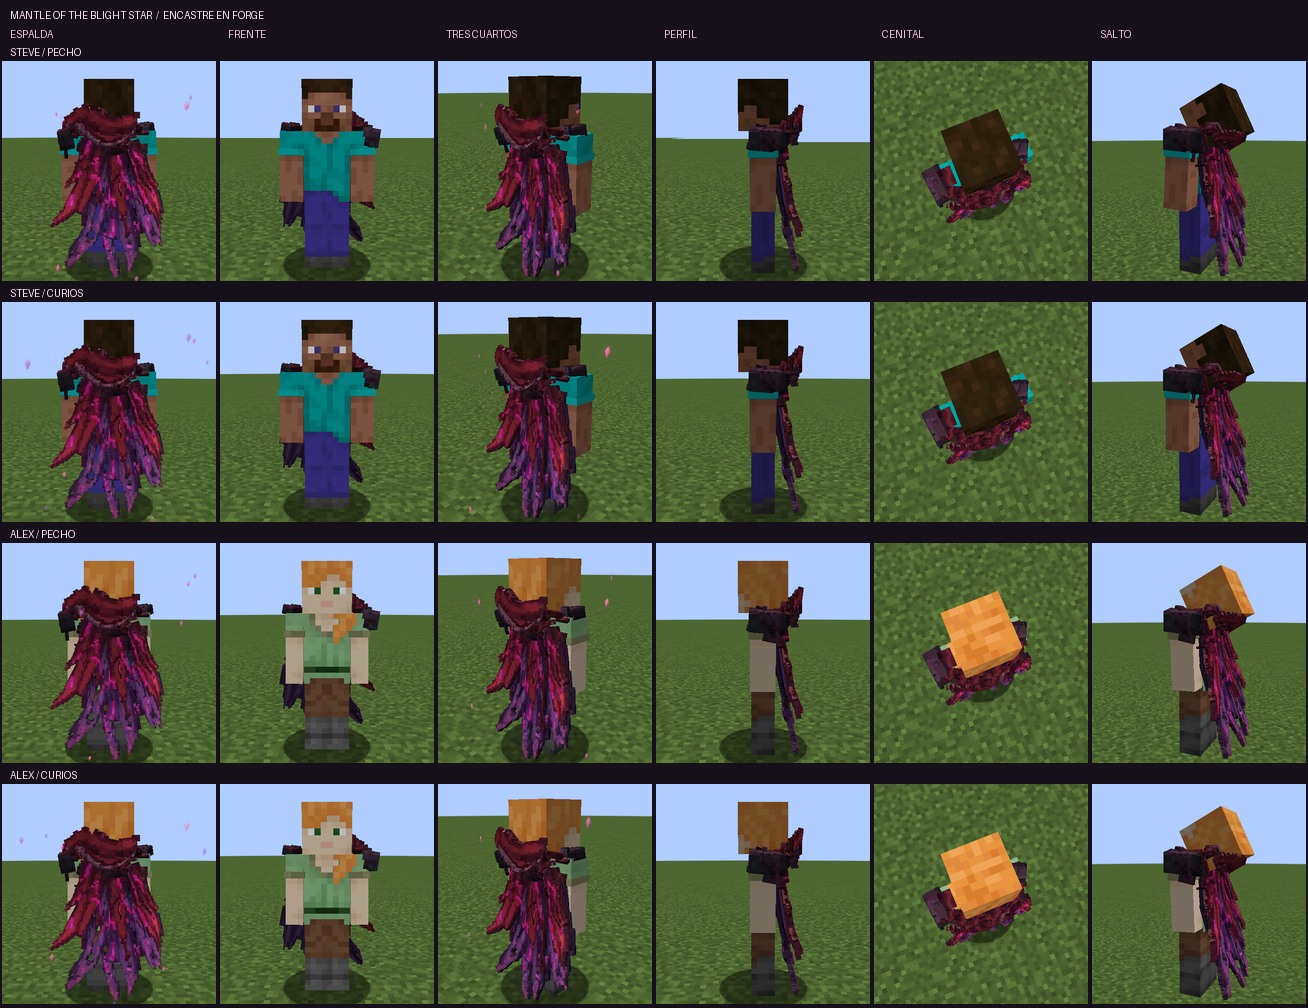 MANTLE OF THE BLIGHT STAR / ENCASTRE EN FORGE
ESPALDA FRENTE TRES CUARTOS PERFIL CENITAL SALTO
STEVE / PECHO
STEVE / CURIOS
ALEX / PECHO
ALEX / CURIOS